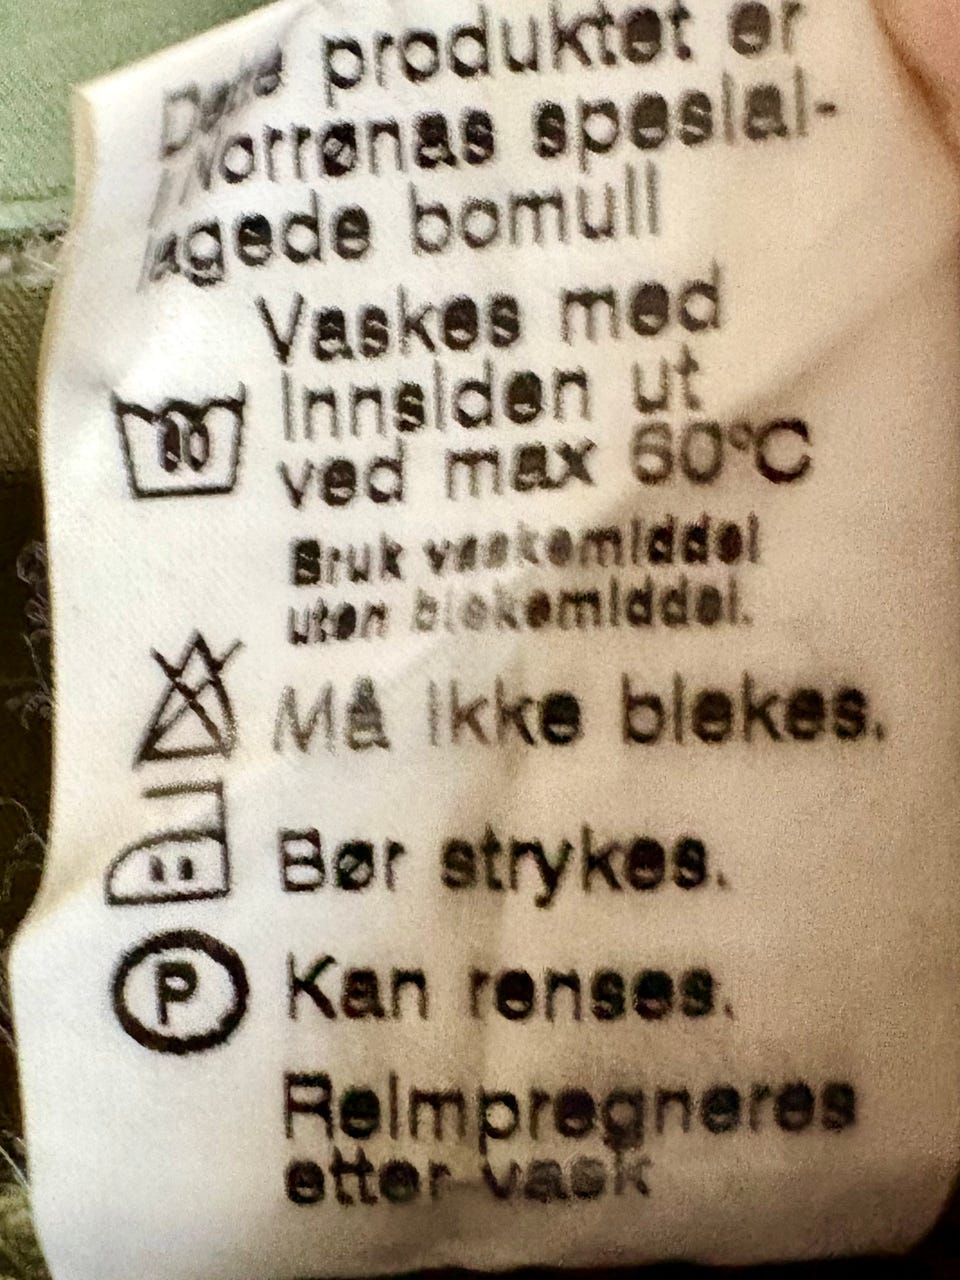 Dette produktet er
i Norrønas spesial-
lagede bomull
Vaskes med
innsiden ut
ved max 60°C
Bruk vaskemiddel
uten blekemiddel.
Må ikke blekes.
Bør strykes.
P
Kan renses.
Reimpregneres
etter vask